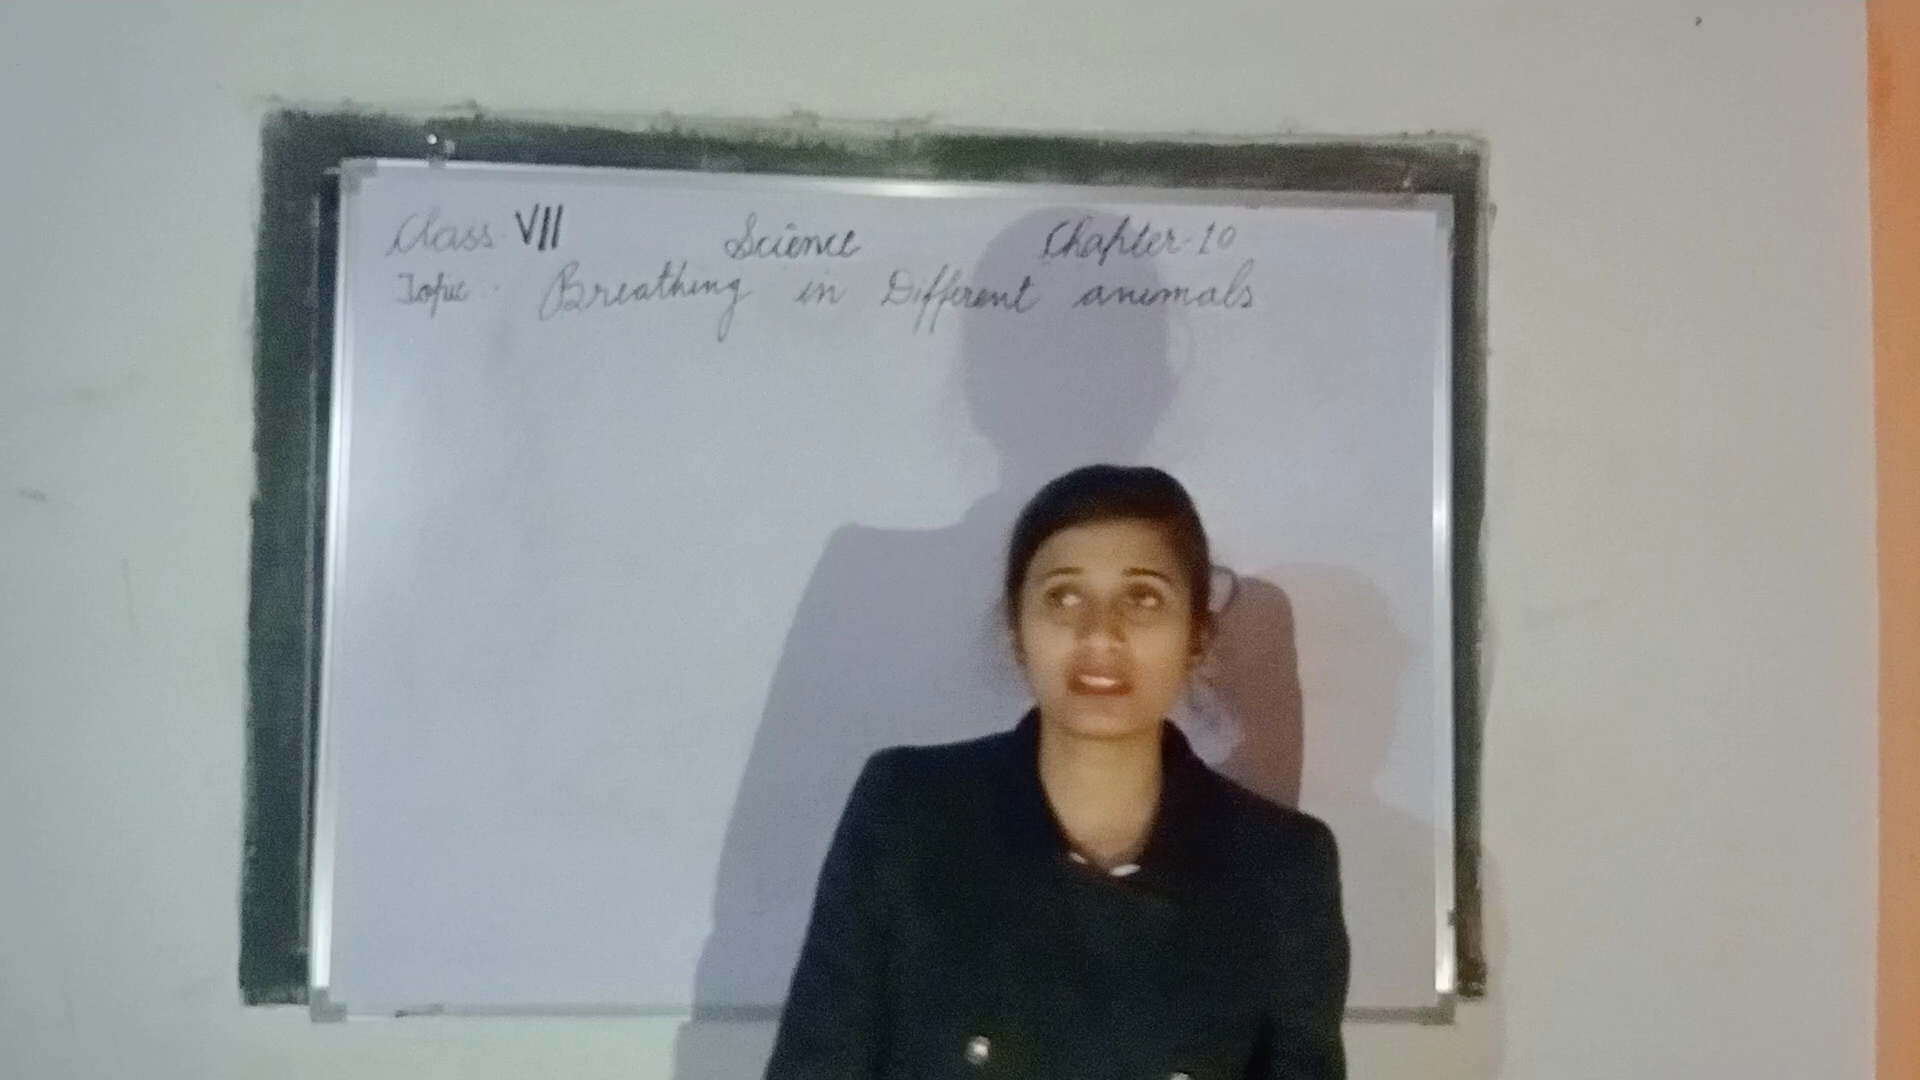 Class VII Science Chapter-10
Topic - Breathing in Different animals